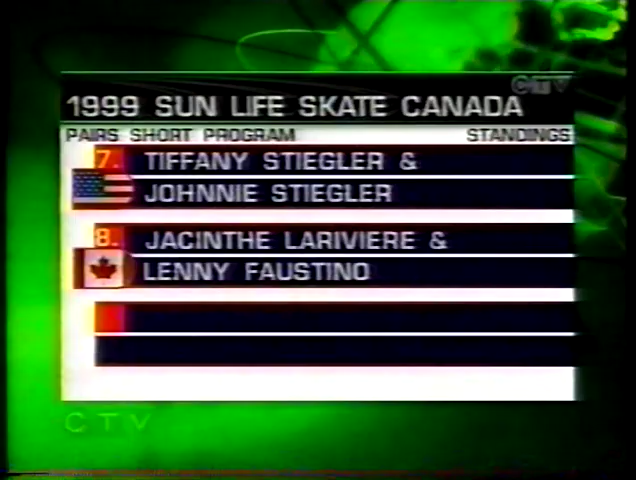 CTV
1999 SUN LIFE SKATE CANADA
PAIRS SHORT PROGRAM STANDINGS
7. TIFFANY STIEGLER &
JOHNNIE STIEGLER
8. JACINTHE LARIVIERE &
LENNY FAUSTINO
CTV